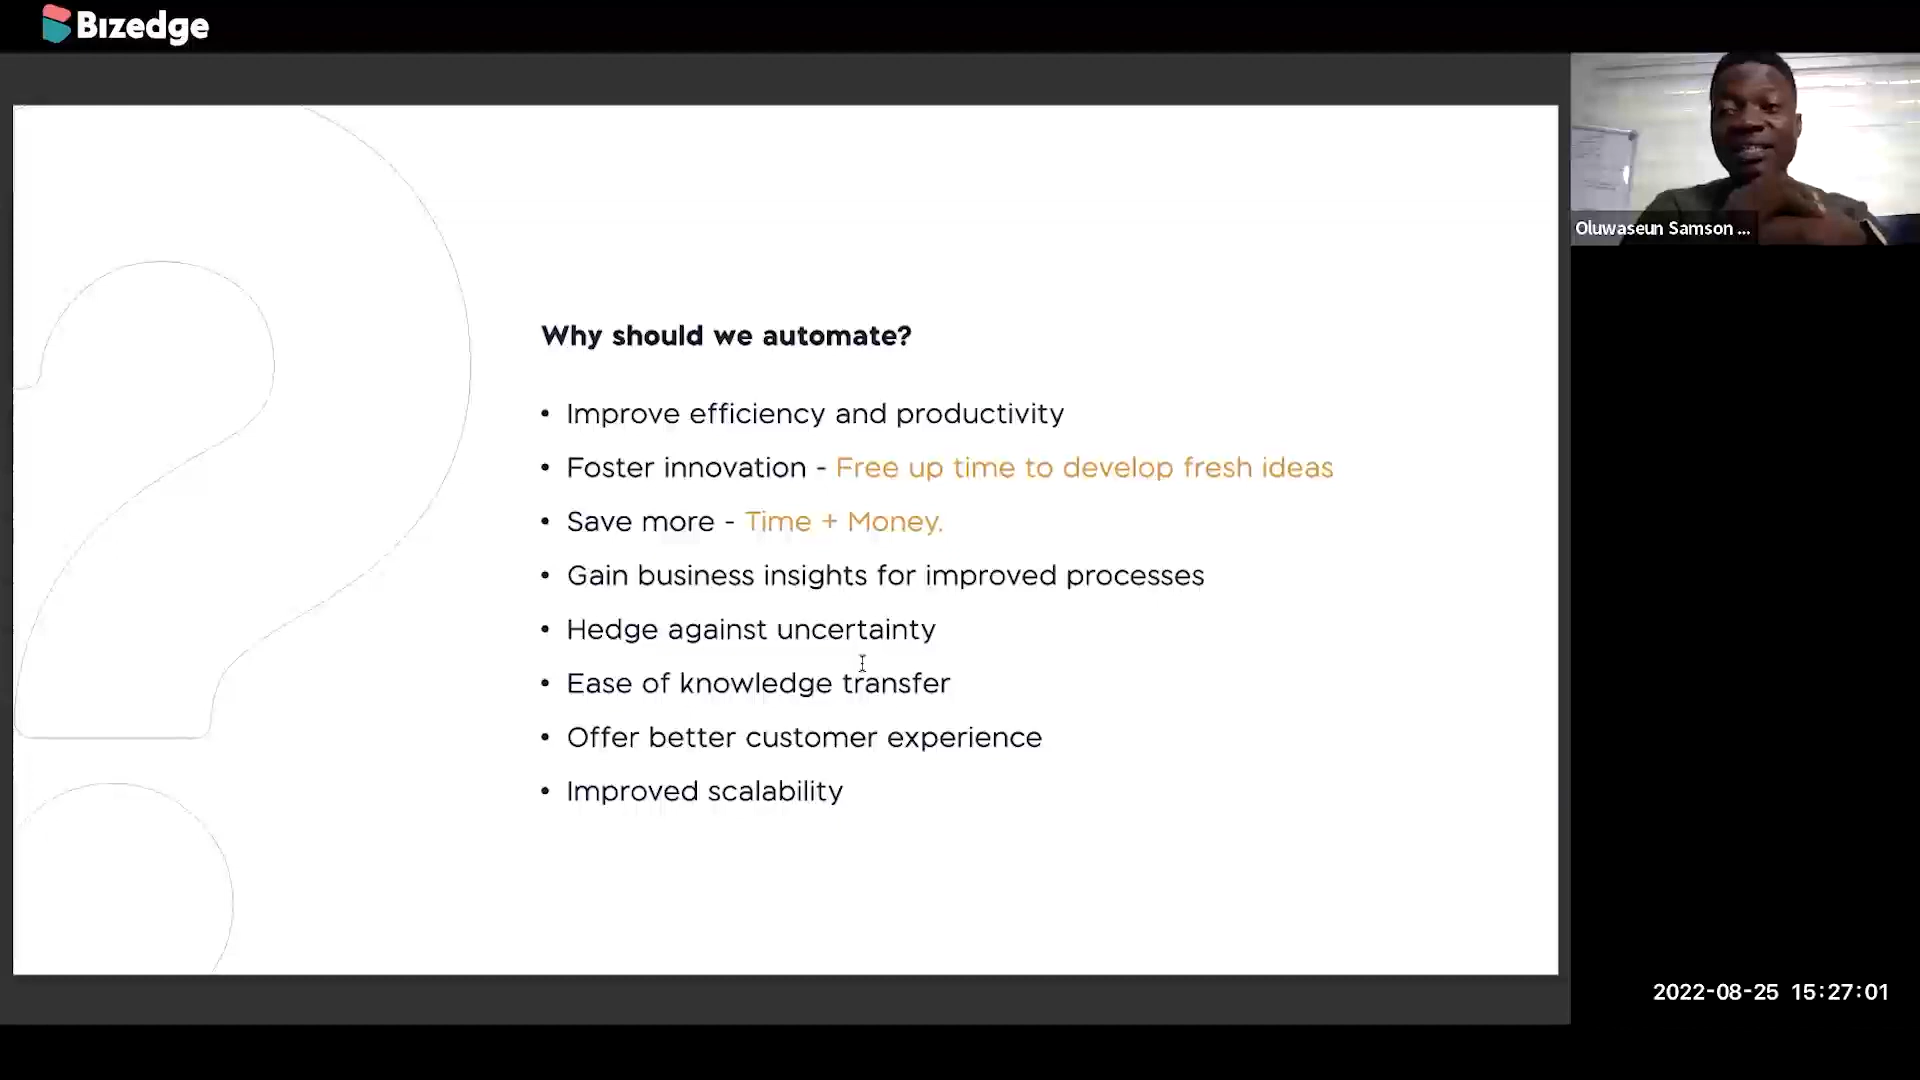 Bizedge
Oluwaseun Samson ...
Why should we automate?
• Improve efficiency and productivity
• Foster innovation - Free up time to develop fresh ideas
• Save more - Time + Money.
• Gain business insights for improved processes
• Hedge against uncertainty
• Ease of knowledge transfer
• Offer better customer experience
• Improved scalability
2022-08-25 15:27:01